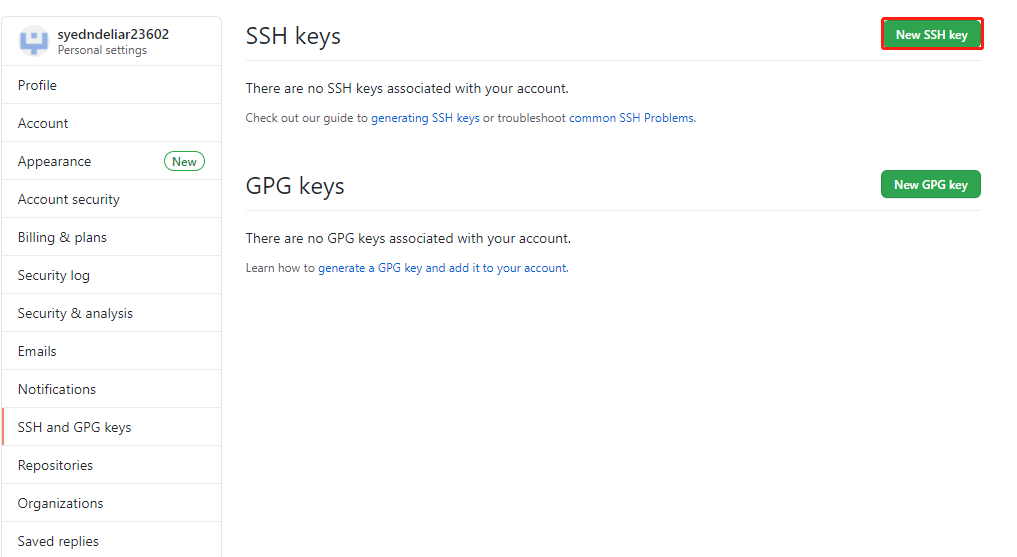 syedndeliar23602
Personal settings
Profile
Account
Appearance New
Account security
Billing & plans
Security log
Security & analysis
Emails
Notifications
SSH and GPG keys
Repositories
Organizations
Saved replies
SSH keys
New SSH key
There are no SSH keys associated with your account.
Check out our guide to generating SSH keys or troubleshoot common SSH Problems.
GPG keys
New GPG key
There are no GPG keys associated with your account.
Learn how to generate a GPG key and add it to your account.